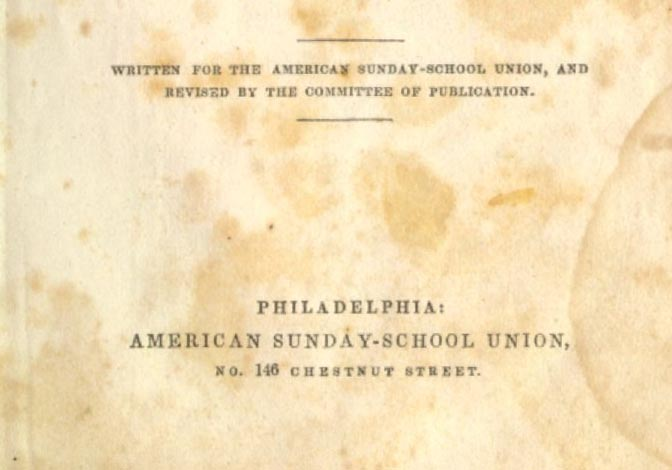 WRITTEN FOR THE AMERICAN SUNDAY-SCHOOL UNION, AND
REVISED BY THE COMMITTEE OF PUBLICATION.
PHILADELPHIA:
AMERICAN SUNDAY-SCHOOL UNION,
NO. 146 CHESTNUT STREET.